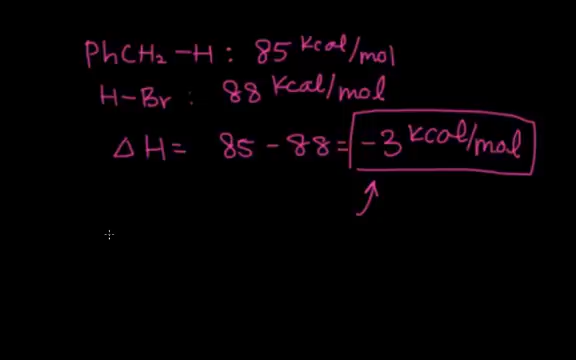 PhCH₂-H: 85 kcal/mol
H-Br: 88 kcal/mol
ΔH= 85-88= -3 kcal/mol